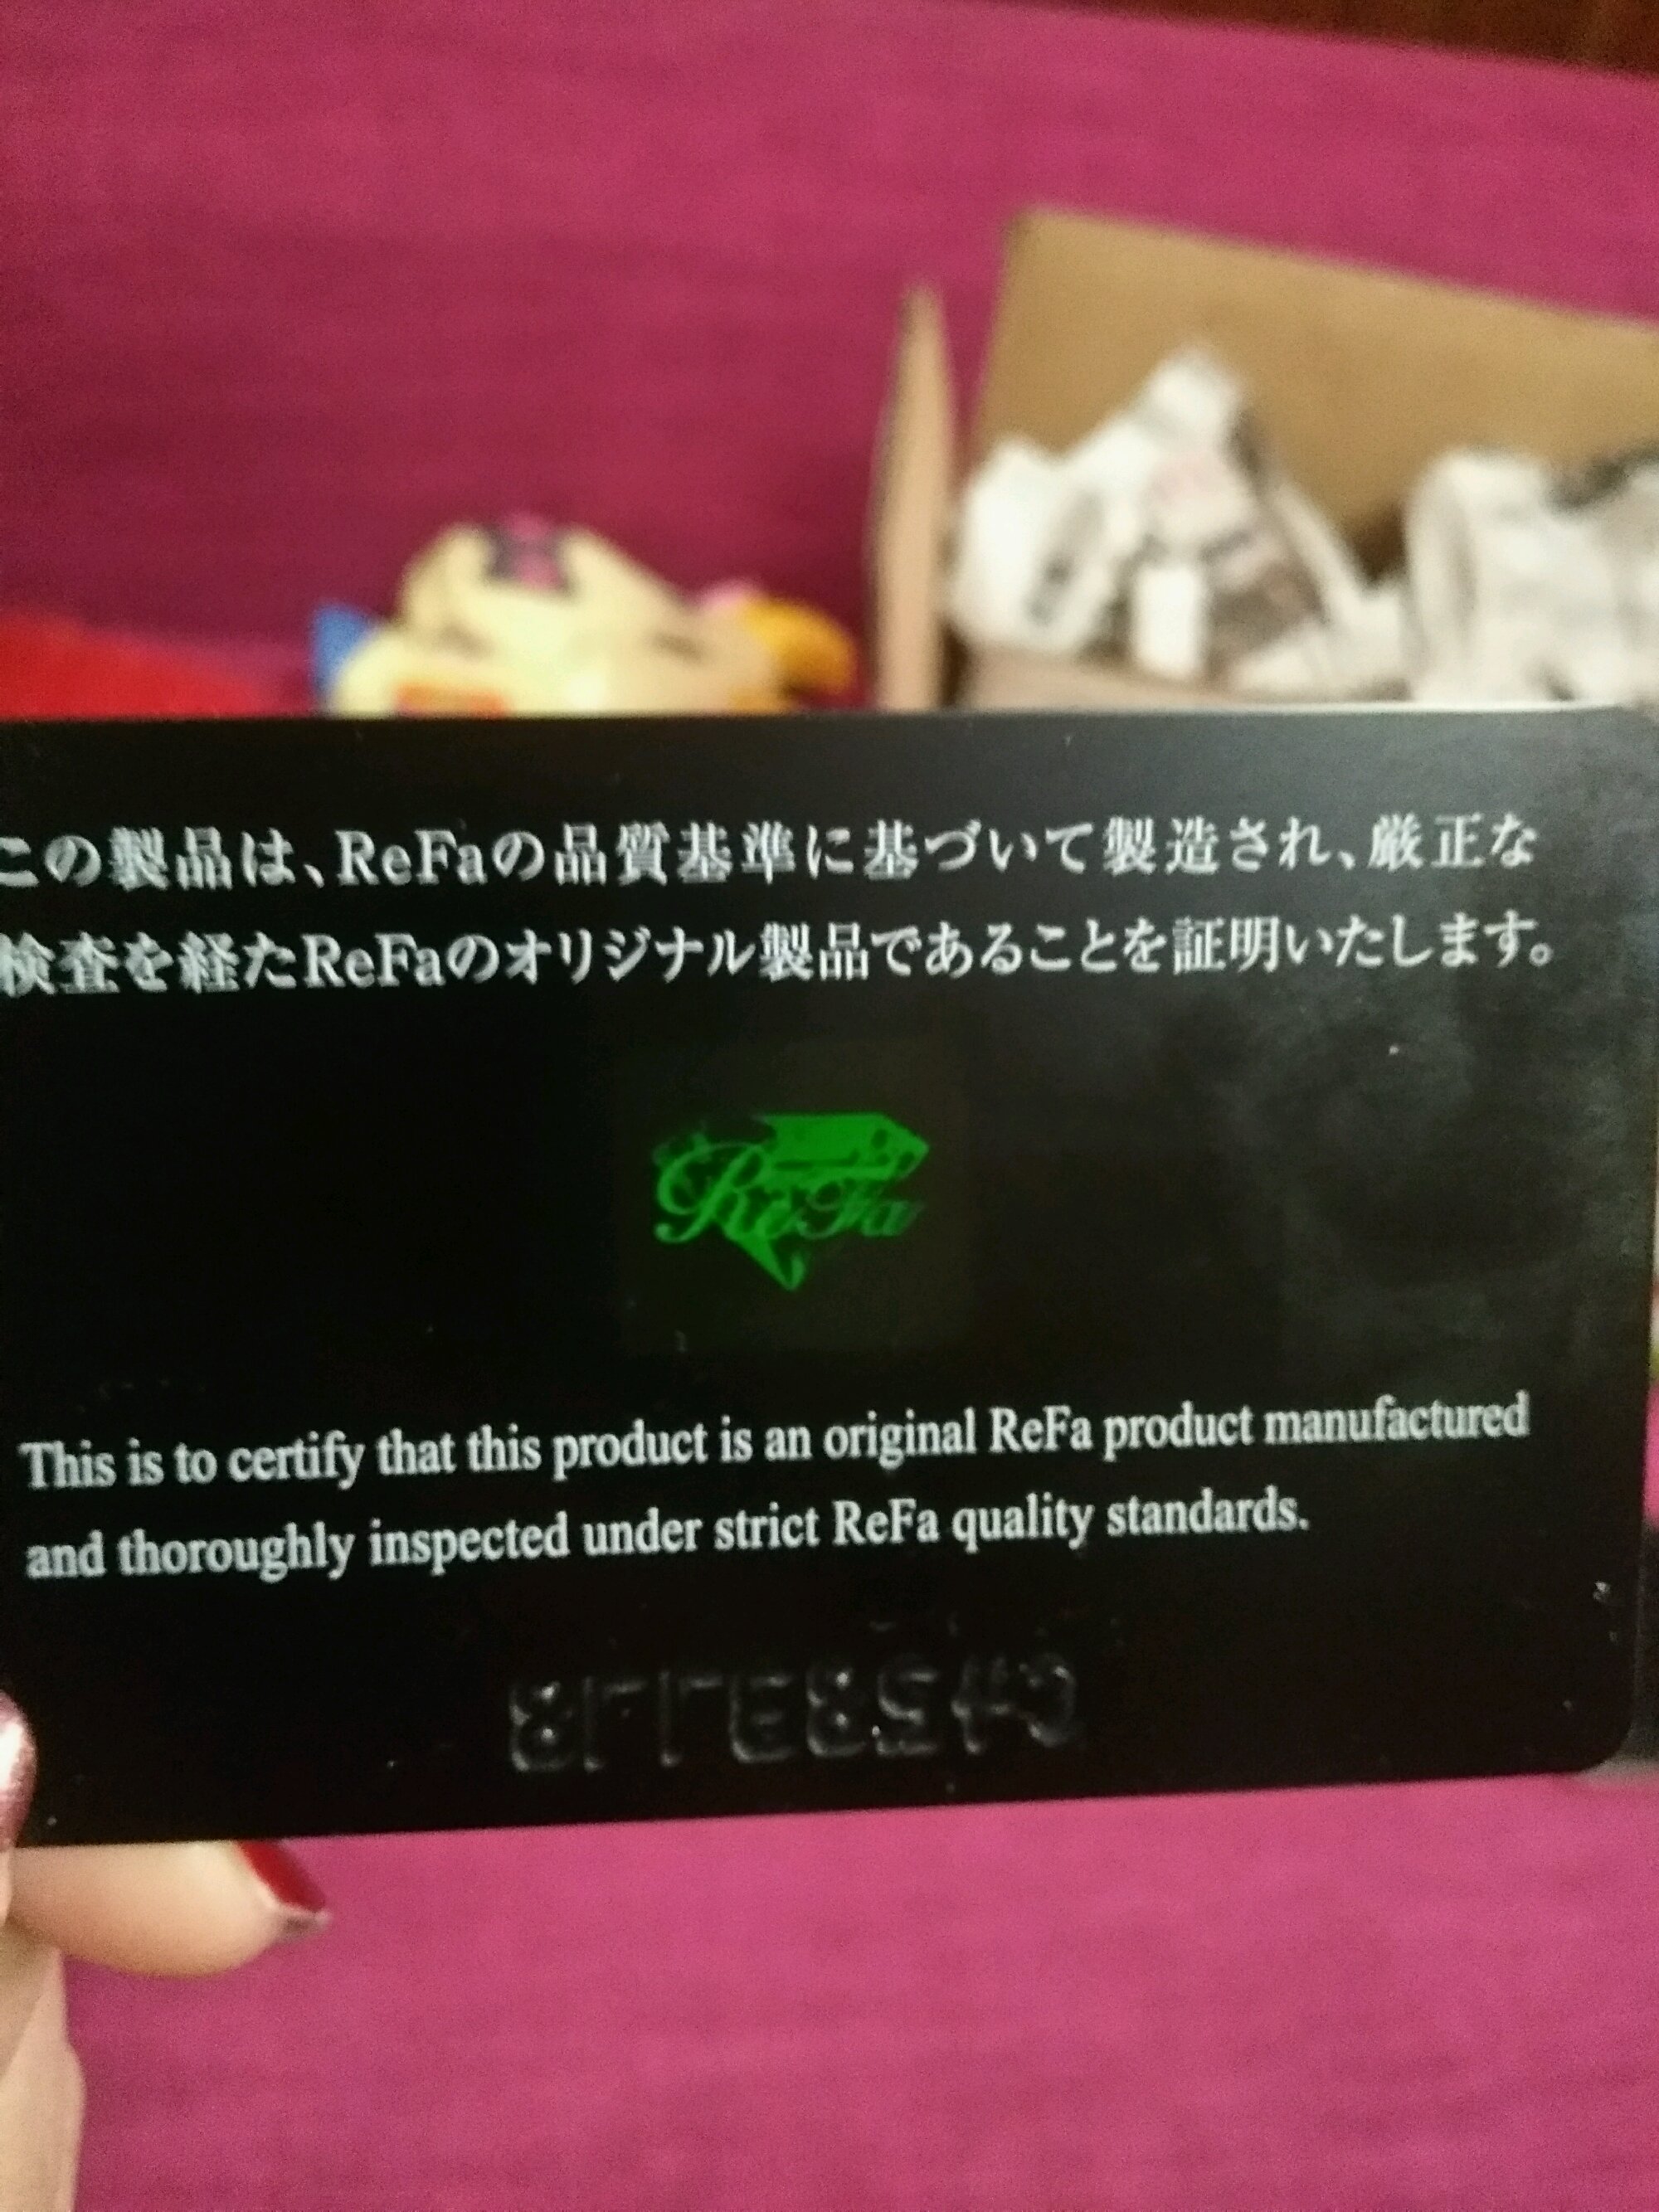 この製品は、ReFaの品質基準に基づいて製造され、厳正な
検査を経たReFaのオリジナル製品であることを証明いたします。
ReFa
This is to certify that this product is an original ReFa product manufactured
and thoroughly inspected under strict ReFa quality standards.